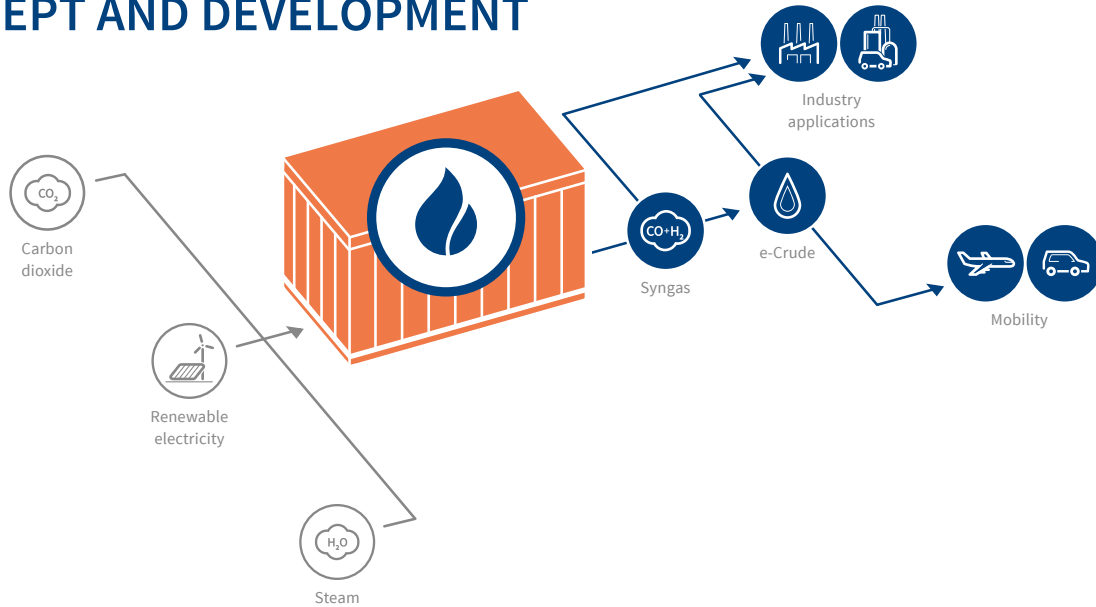 EPT AND DEVELOPMENT
Industry
applications
CO₂
Carbon
dioxide
CO+H₂
Syngas
e-Crude
Mobility
Renewable
electricity
H₂O
Steam